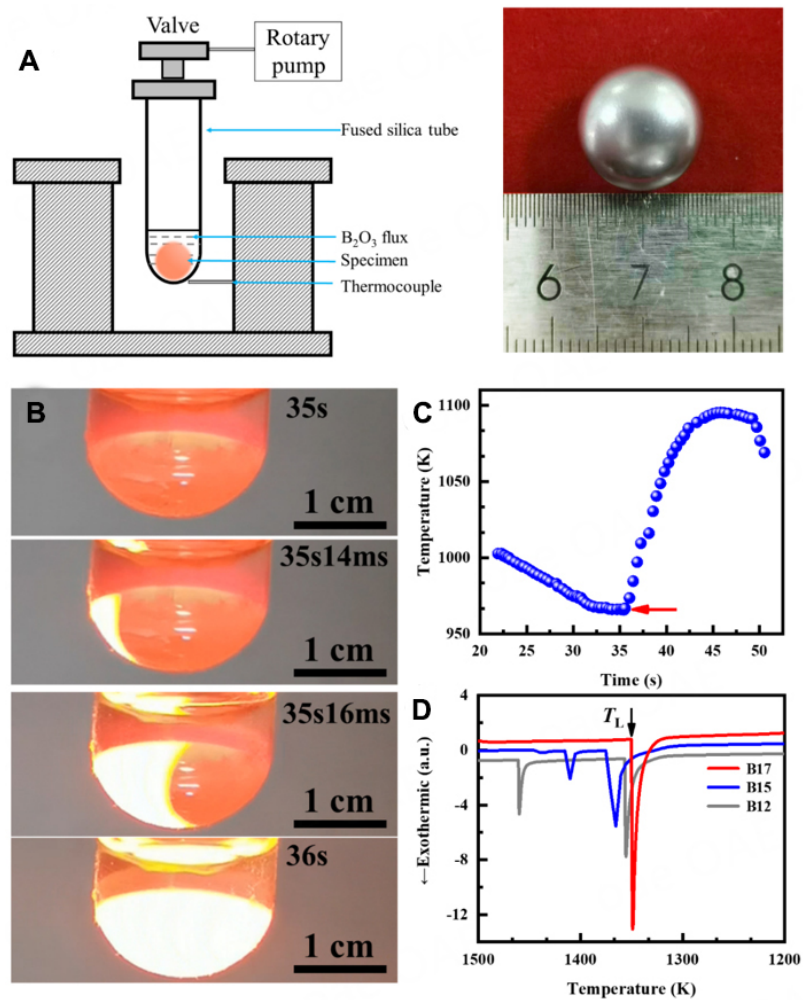 A
Valve
Rotary
pump
Fused silica tube
B₂O₃ flux
Specimen
Thermocouple
6 7 8
B
35s
1 cm
35s14ms
1 cm
35s16ms
1 cm
36s
1 cm
C
Temperature (K)
1100
1050
1000
950
20 25 30 35 40 45 50
Time (s)
D
←Exothermic (a.u.)
4
0
-4
-8
-12
T_L
B17
B15
B12
1500 1400 1300 1200
Temperature (K)